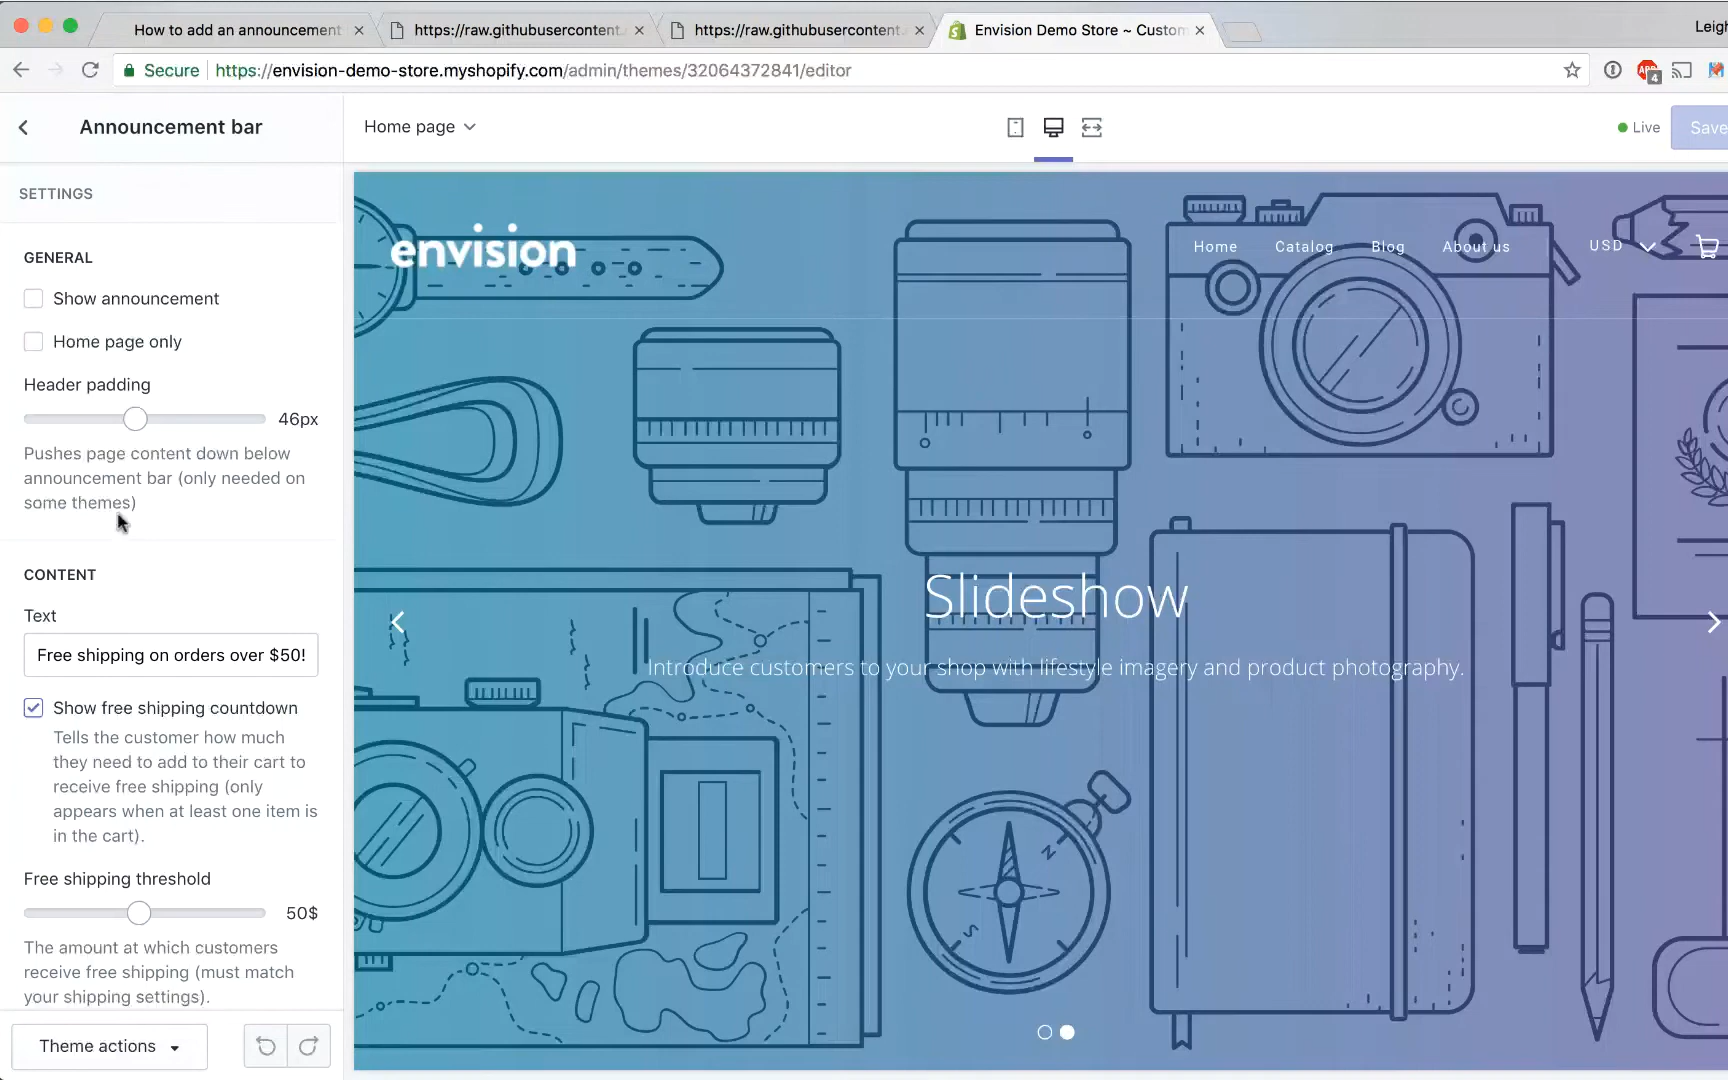 How to add an announcement
https://raw.githubusercontent.
https://raw.githubusercontent.
Envision Demo Store ~ Custom
Leigh
Secure
https://envision-demo-store.myshopify.com/admin/themes/32064372841/editor
4
Announcement bar
Home page
Live
Save
SETTINGS
GENERAL
Show announcement
Home page only
Header padding
46px
Pushes page content down below
announcement bar (only needed on
some themes)
CONTENT
Text
Free shipping on orders over $50!
Show free shipping countdown
Tells the customer how much
they need to add to their cart to
receive free shipping (only
appears when at least one item is
in the cart).
Free shipping threshold
50$
The amount at which customers
receive free shipping (must match
your shipping settings).
Theme actions
envision
Home
Catalog
Blog
About us
USD
Slideshow
Introduce customers to your shop with lifestyle imagery and product photography.
N
S